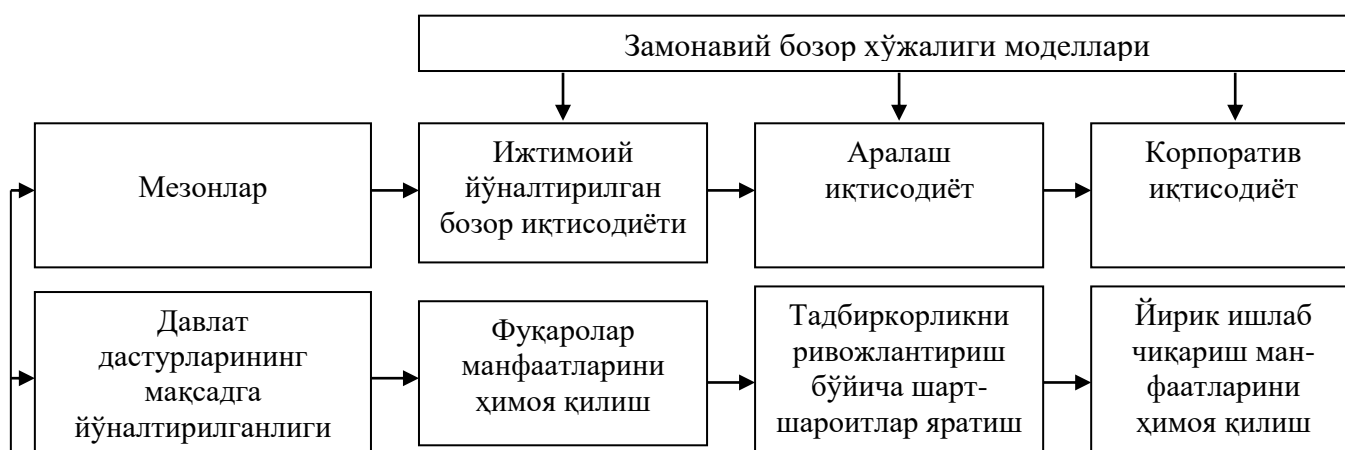 Замонавий бозор хўжалиги моделлари
Мезонлар
Ижтимоий
йўналтирилган
бозор иқтисодиёти
Аралаш
иқтисодиёт
Корпоратив
иқтисодиёт
Давлат
дастурларининг
мақсадга
йўналтирилганлиги
Фуқаролар
манфаатларини
ҳимоя қилиш
Тадбиркорликни
ривожлантириш
бўйича шарт-
шароитлар яратиш
Йирик ишлаб
чиқариш ман-
фаатларини
ҳимоя қилиш